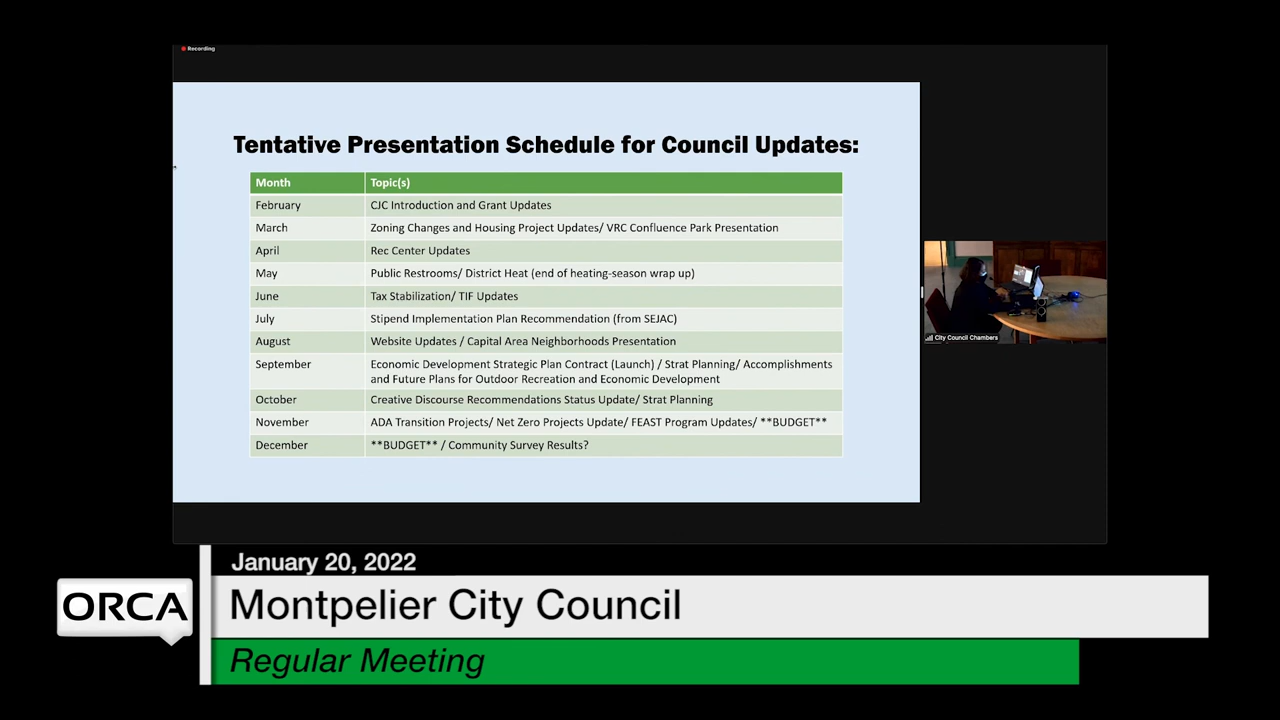 Recording
Tentative Presentation Schedule for Council Updates:
Month Topic(s)
February CJC Introduction and Grant Updates
March Zoning Changes and Housing Project Updates/ VRC Confluence Park Presentation
April Rec Center Updates
May Public Restrooms/ District Heat (end of heating-season wrap up)
June Tax Stabilization/ TIF Updates
July Stipend Implementation Plan Recommendation (from SEJAC)
August Website Updates / Capital Area Neighborhoods Presentation
September Economic Development Strategic Plan Contract (Launch) / Strat Planning/ Accomplishments
and Future Plans for Outdoor Recreation and Economic Development
October Creative Discourse Recommendations Status Update/ Strat Planning
November ADA Transition Projects/ Net Zero Projects Update/ FEAST Program Updates/ **BUDGET**
December **BUDGET** / Community Survey Results?
City Council Chambers
January 20, 2022
ORCA
Montpelier City Council
Regular Meeting